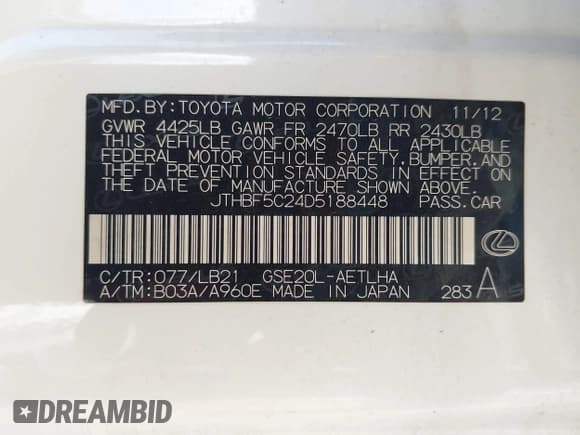 MFD.BY:TOYOTA MOTOR CORPORATION 11/12
GVWR 4425LB GAWR FR 2470LB RR 2430LB
THIS VEHICLE CONFORMS TO ALL APPLICABLE
FEDERAL MOTOR VEHICLE SAFETY,BUMPER,AND
THEFT PREVENTION STANDARDS IN EFFECT ON
THE DATE OF MANUFACTURE SHOWN ABOVE.
JTHBF5C24D5188448 PASS.CAR
C/TR:077/LB21 GSE20L-AETLHA
A/TM:B03A/A960E MADE IN JAPAN 283 A
DREAMBID